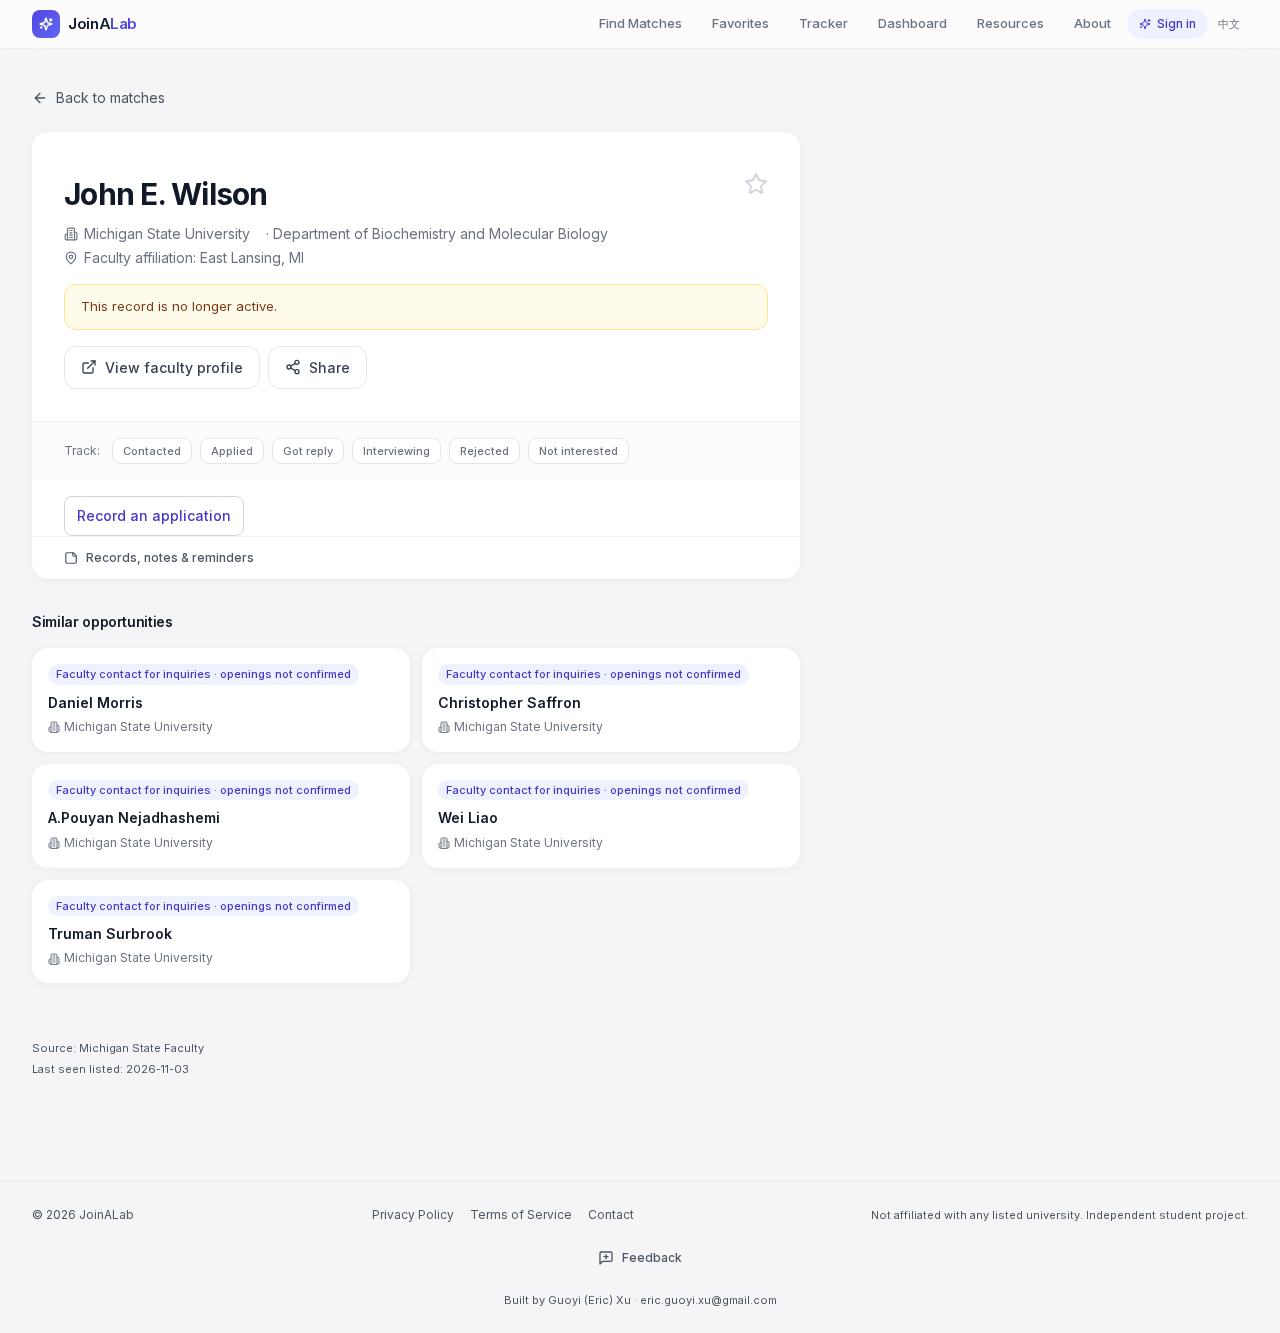 JoinALab
Find Matches Favorites Tracker Dashboard Resources About Sign in 中文
Back to matches
John E. Wilson
Michigan State University · Department of Biochemistry and Molecular Biology
Faculty affiliation: East Lansing, MI
This record is no longer active.
View faculty profile Share
Track: Contacted Applied Got reply Interviewing Rejected Not interested
Record an application
Records, notes & reminders
Similar opportunities
Faculty contact for inquiries · openings not confirmed
Daniel Morris
Michigan State University
Faculty contact for inquiries · openings not confirmed
Christopher Saffron
Michigan State University
Faculty contact for inquiries · openings not confirmed
A.Pouyan Nejadhashemi
Michigan State University
Faculty contact for inquiries · openings not confirmed
Wei Liao
Michigan State University
Faculty contact for inquiries · openings not confirmed
Truman Surbrook
Michigan State University
Source: Michigan State Faculty
Last seen listed: 2026-11-03
© 2026 JoinALab Privacy Policy Terms of Service Contact Not affiliated with any listed university. Independent student project.
Feedback
Built by Guoyi (Eric) Xu · eric.guoyi.xu@gmail.com